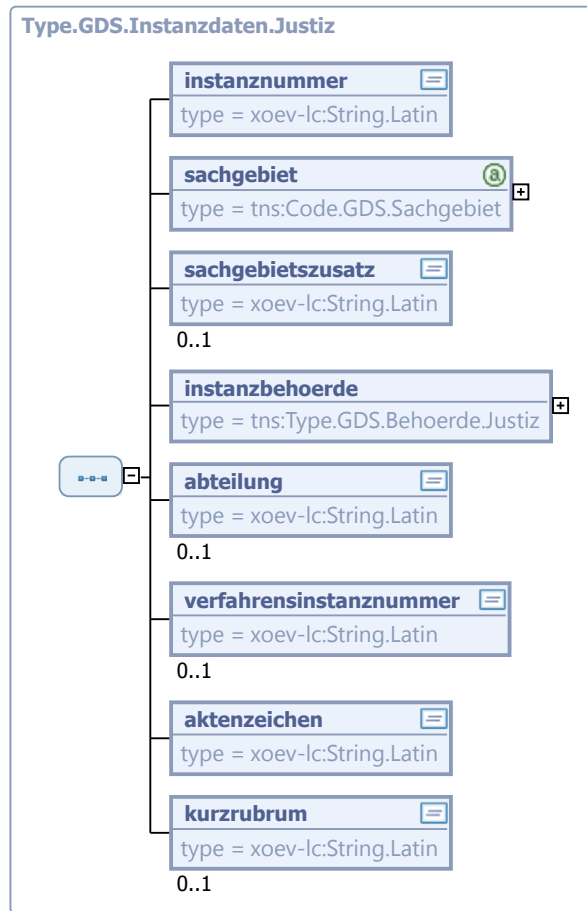 Type.GDS.Instanzdaten.Justiz
instanznummer
type = xoev-lc:String.Latin
sachgebiet
type = tns:Code.GDS.Sachgebiet
sachgebietszusatz
type = xoev-lc:String.Latin
0..1
instanzbehoerde
type = tns:Type.GDS.Behoerde.Justiz
abteilung
type = xoev-lc:String.Latin
0..1
verfahrensinstanznummer
type = xoev-lc:String.Latin
0..1
aktenzeichen
type = xoev-lc:String.Latin
kurzrubrum
type = xoev-lc:String.Latin
0..1